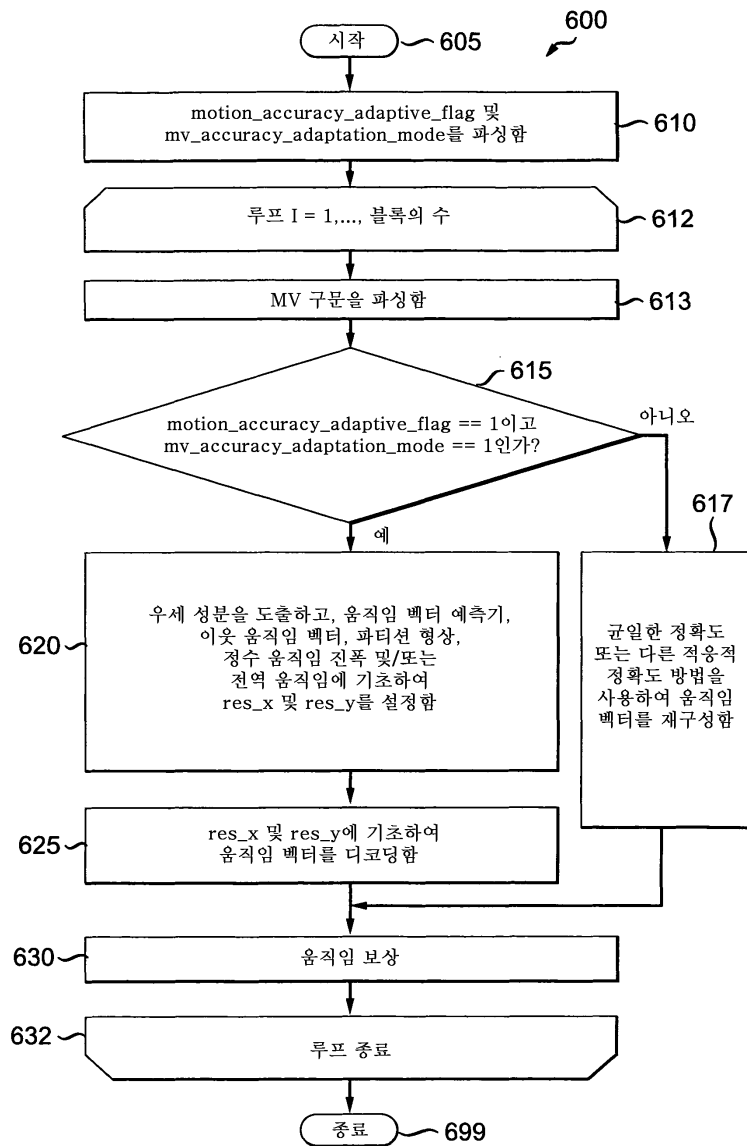 600
시작
605
motion_accuracy_adaptive_flag 및
mv_accuracy_adaptation_mode를 파싱함
610
루프 I = 1,..., 블록의 수
612
MV 구문을 파싱함
613
615
motion_accuracy_adaptive_flag == 1이고
mv_accuracy_adaptation_mode == 1인가?
아니오
예
617
620
우세 성분을 도출하고, 움직임 벡터 예측기,
이웃 움직임 벡터, 파티션 형상,
정수 움직임 진폭 및/또는
전역 움직임에 기초하여
res_x 및 res_y를 설정함
균일한 정확도
또는 다른 적응적
정확도 방법을
사용하여 움직임
벡터를 재구성함
625
res_x 및 res_y에 기초하여
움직임 벡터를 디코딩함
630
움직임 보상
632
루프 종료
종료
699